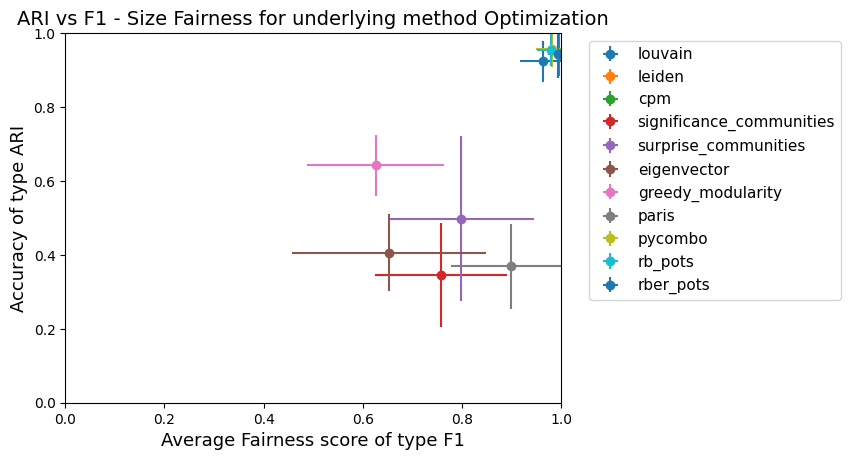 ARI vs F1 - Size Fairness for underlying method Optimization
Accuracy of type ARI
1.0
0.8
0.6
0.4
0.2
0.0
0.0 0.2 0.4 0.6 0.8 1.0
Average Fairness score of type F1
louvain
leiden
cpm
significance_communities
surprise_communities
eigenvector
greedy_modularity
paris
pycombo
rb_pots
rber_pots